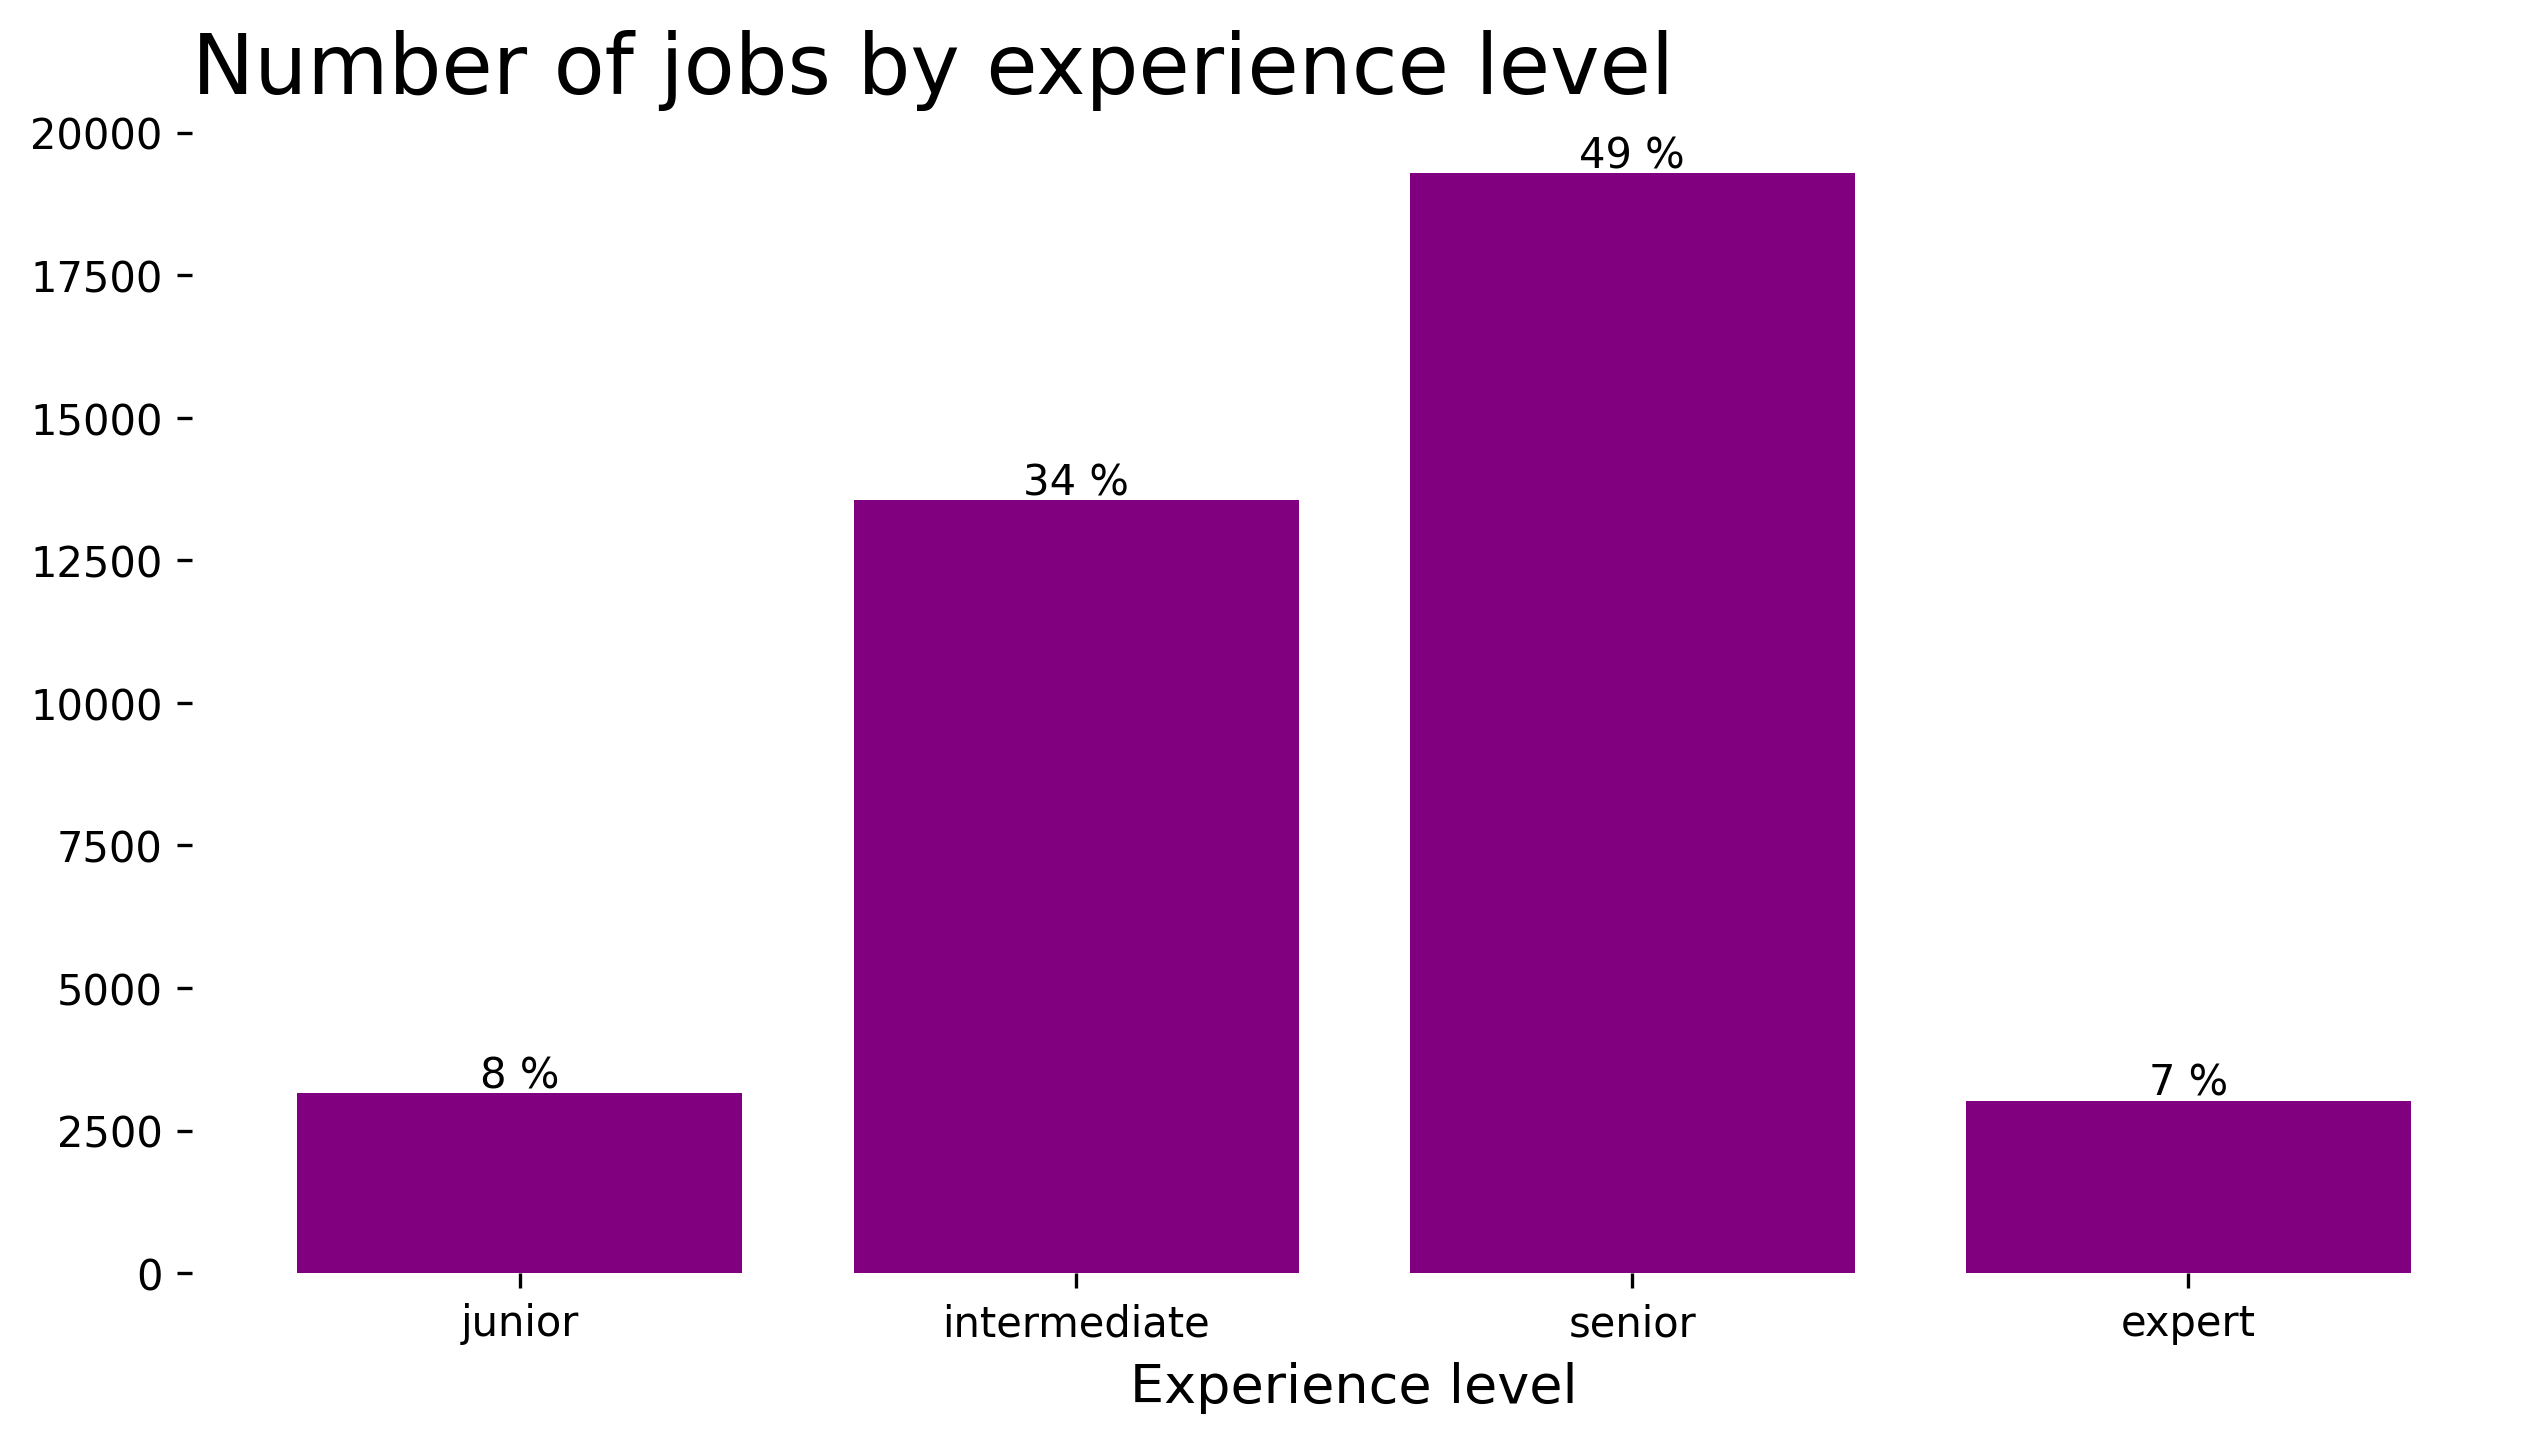 Number of jobs by experience level
20000
17500
15000
12500
10000
7500
5000
2500
0
8 %
34 %
49 %
7 %
junior
intermediate
senior
expert
Experience level